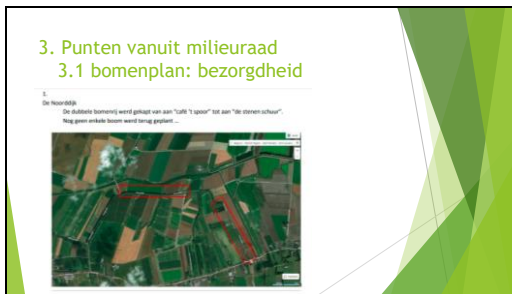 3. Punten vanuit milieuraad
3.1 bomenplan: bezorgdheid
3.
De Noorddijk
De dubbele bomenrij werd gekapt van aan "café 't spoor" tot aan "de stenen schuur".
Nog geen enkele boom werd terug geplant ...